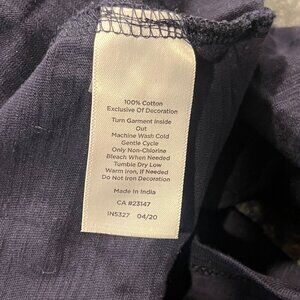 100% Cotton
Exclusive Of Decoration
Turn Garment Inside
Out
Machine Wash Cold
Gentle Cycle
Only Non-Chlorine
Bleach When Needed
Tumble Dry Low
Warm Iron, If Needed
Do Not Iron Decoration
Made In India
CA #23147
IN5327 04/20